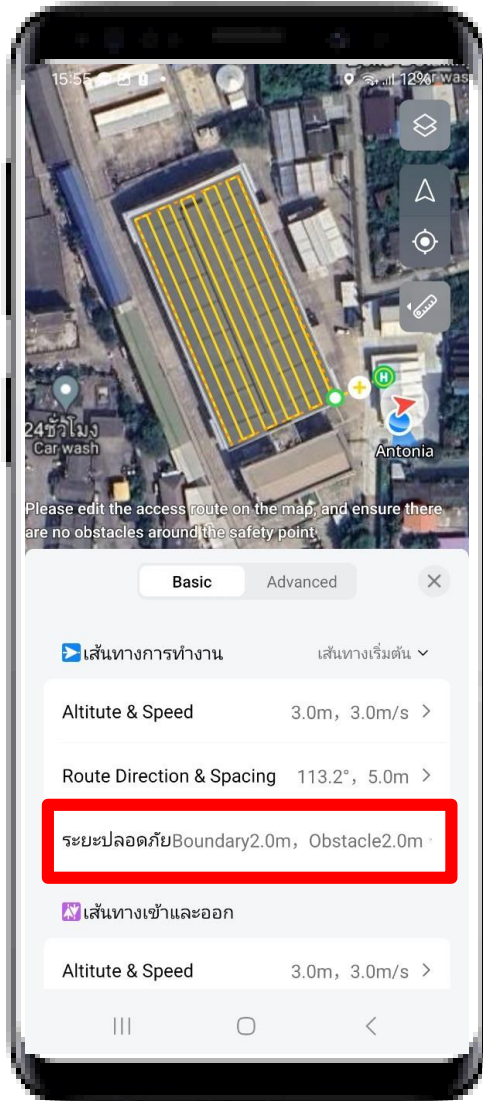 15:55
12%
24ชั่วโมง
Car wash
Antonia
Please edit the access route on the map, and ensure there
are no obstacles around the safety point
Basic Advanced
เส้นทางการทำงาน เส้นทางเริ่มต้น
Altitute & Speed 3.0m, 3.0m/s
Route Direction & Spacing 113.2°, 5.0m
ระยะปลอดภัยBoundary2.0m, Obstacle2.0m
เส้นทางเข้าและออก
Altitute & Speed 3.0m, 3.0m/s